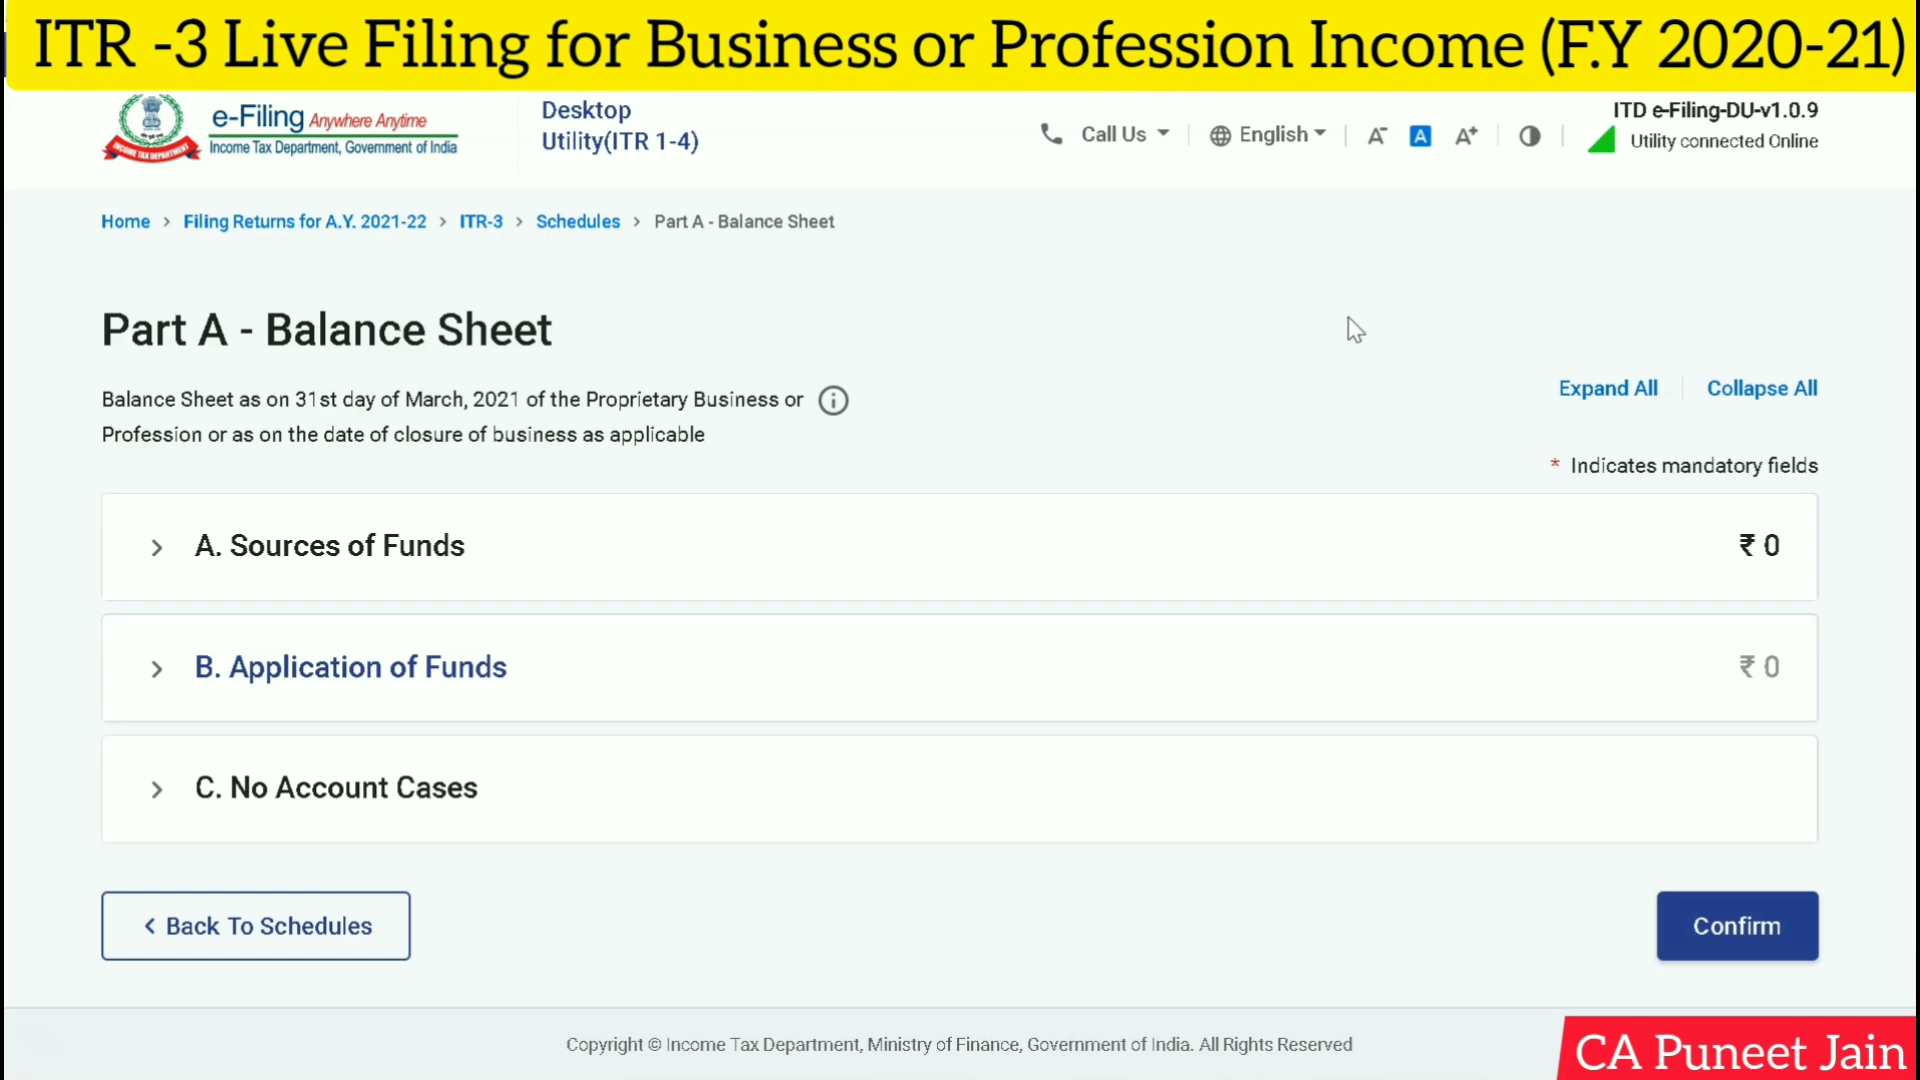 ITR -3 Live Filing for Business or Profession Income (F.Y 2020-21)
e-Filing Anywhere Anytime
Income Tax Department, Government of India
INCOME TAX DEPARTMENT
Desktop
Utility(ITR 1-4)
Call Us
English
A-
A
A+
ITD e-Filing-DU-v1.0.9
Utility connected Online
Home > Filing Returns for A.Y. 2021-22 > ITR-3 > Schedules > Part A - Balance Sheet
Part A - Balance Sheet
Balance Sheet as on 31st day of March, 2021 of the Proprietary Business or
Profession or as on the date of closure of business as applicable
Expand All
Collapse All
* Indicates mandatory fields
A. Sources of Funds ₹ 0
B. Application of Funds ₹ 0
C. No Account Cases
< Back To Schedules
Confirm
Copyright © Income Tax Department, Ministry of Finance, Government of India. All Rights Reserved
CA Puneet Jain